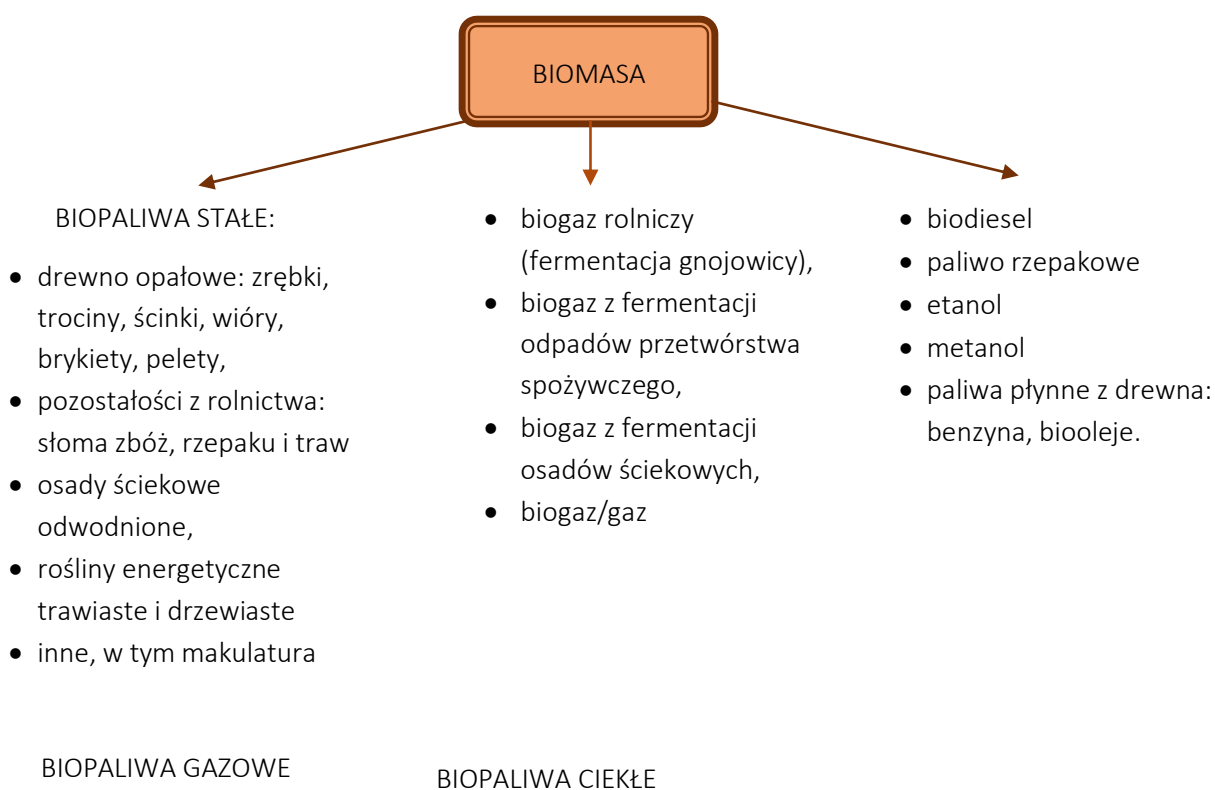 BIOMASA
BIOPALIWA STAŁE:
• drewno opałowe: zrębki,
trociny, ścinki, wióry,
brykiety, pelety,
• pozostałości z rolnictwa:
słoma zbóż, rzepaku i traw
• osady ściekowe
odwodnione,
• rośliny energetyczne
trawiaste i drzewiaste
• inne, w tym makulatura
• biogaz rolniczy
(fermentacja gnojowicy),
• biogaz z fermentacji
odpadów przetwórstwa
spożywczego,
• biogaz z fermentacji
osadów ściekowych,
• biogaz/gaz
• biodiesel
• paliwo rzepakowe
• etanol
• metanol
• paliwa płynne z drewna:
benzyna, biooleje.
BIOPALIWA GAZOWE
BIOPALIWA CIEKŁE